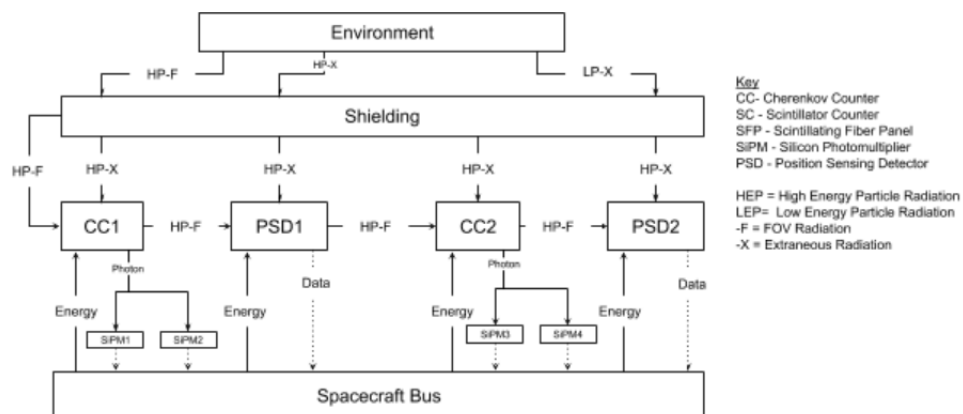 Environment
HP-F
HP-X
LP-X
Shielding
HP-F
HP-X
HP-X
HP-X
HP-X
CC1
HP-F
PSD1
HP-F
CC2
HP-F
PSD2
Photon
Photon
Energy
Energy
Data
Energy
Energy
Data
SiPM1
SiPM2
SiPM3
SiPM4
Spacecraft Bus
Key
CC- Cherenkov Counter
SC - Scintillator Counter
SFP - Scintillating Fiber Panel
SiPM - Silicon Photomultiplier
PSD - Position Sensing Detector
HEP = High Energy Particle Radiation
LEP= Low Energy Particle Radiation
-F = FOV Radiation
-X = Extraneous Radiation